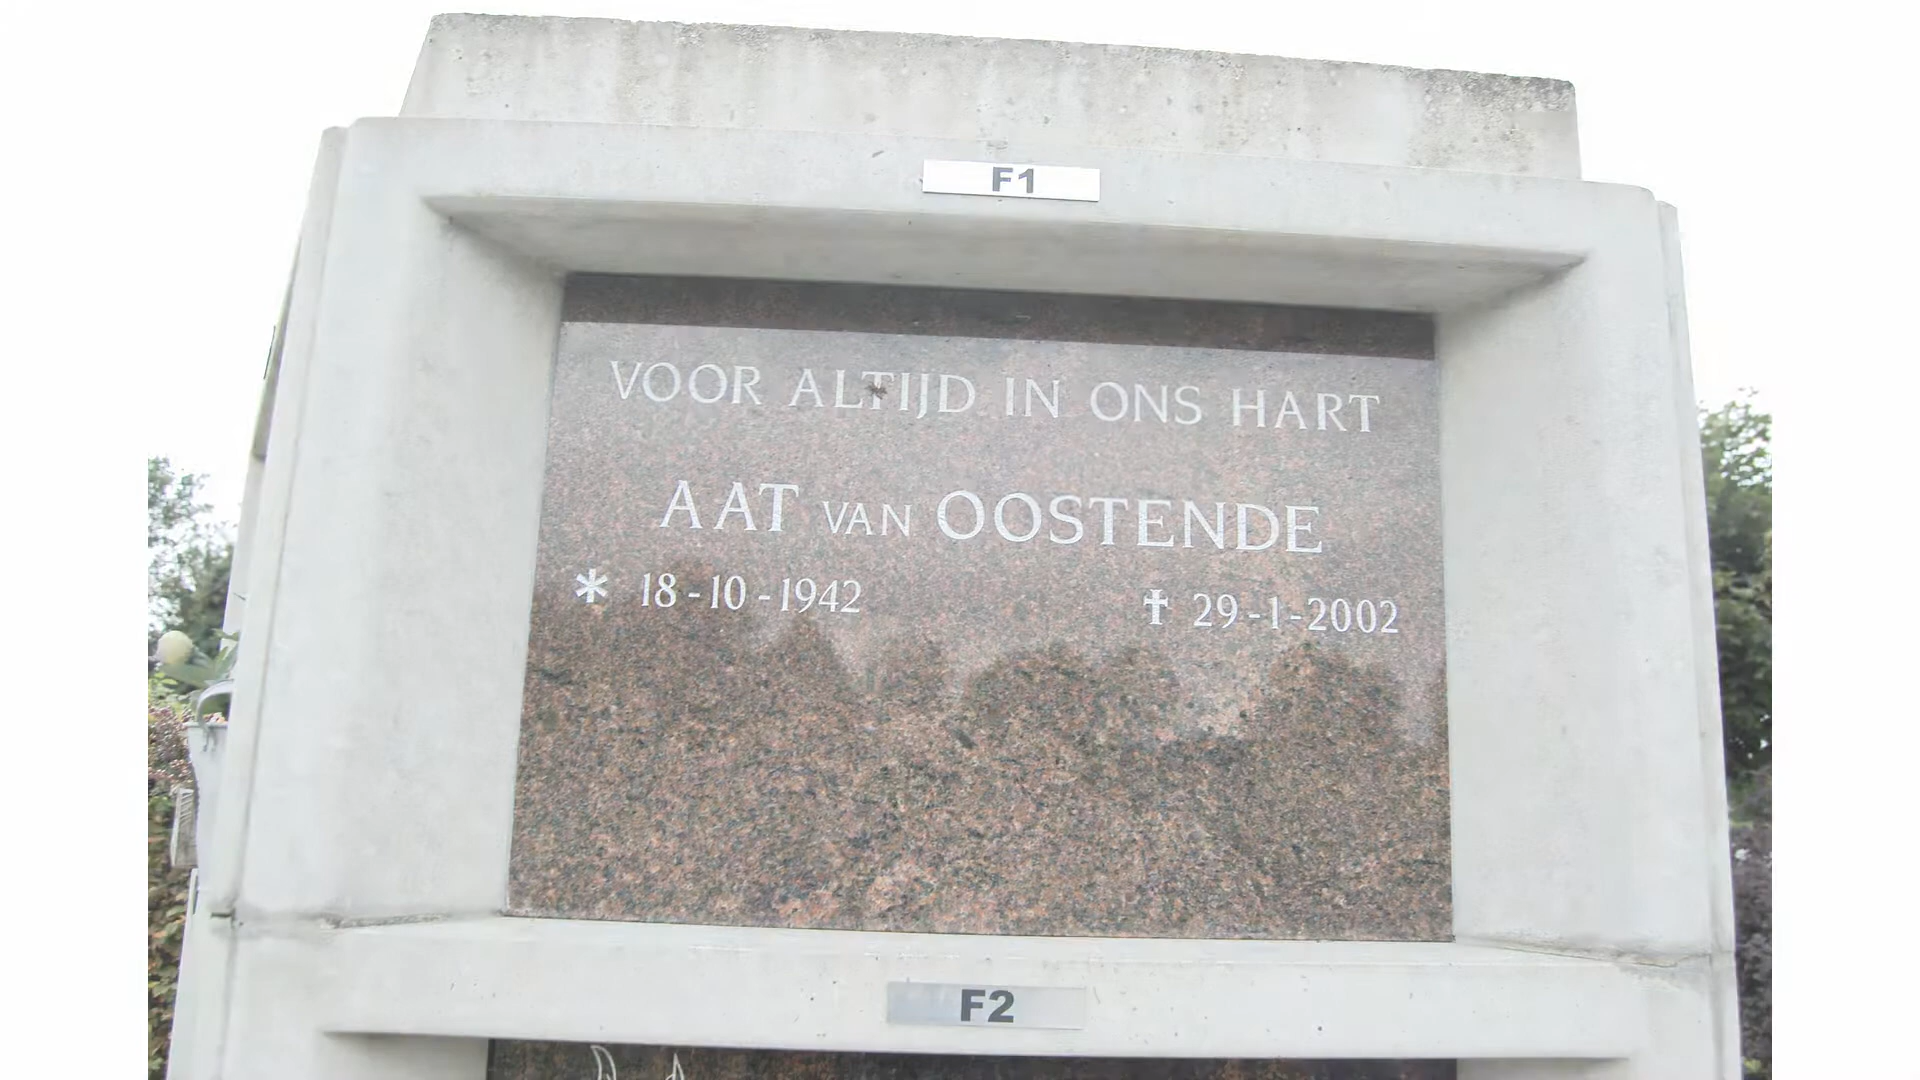 F1
VOOR ALTIJD IN ONS HART
AAT VAN OOSTENDE
* 18-10-1942 † 29-1-2002
F2